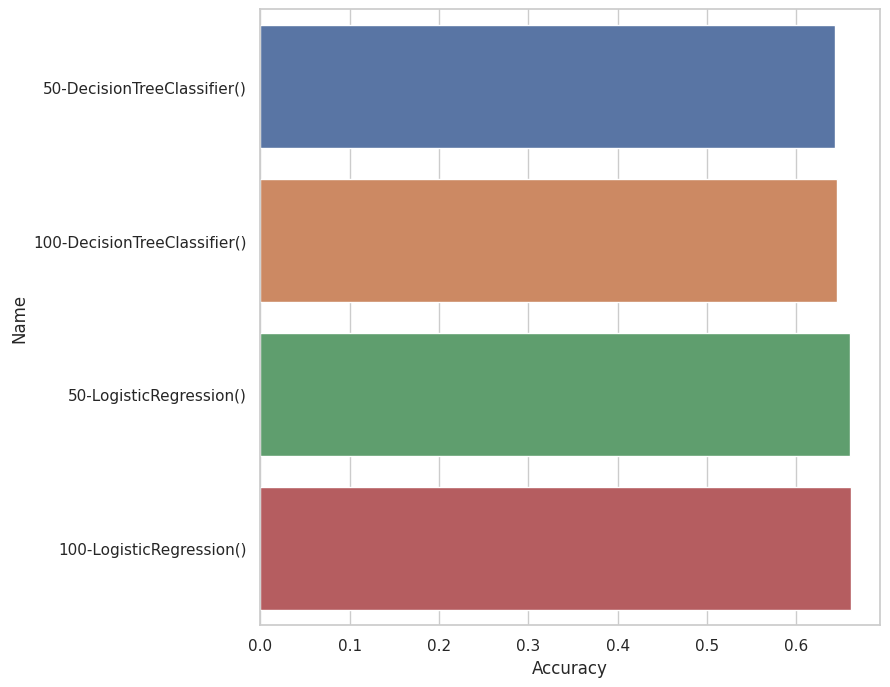 50-DecisionTreeClassifier()
100-DecisionTreeClassifier()
50-LogisticRegression()
100-LogisticRegression()
Name
0.0 0.1 0.2 0.3 0.4 0.5 0.6
Accuracy